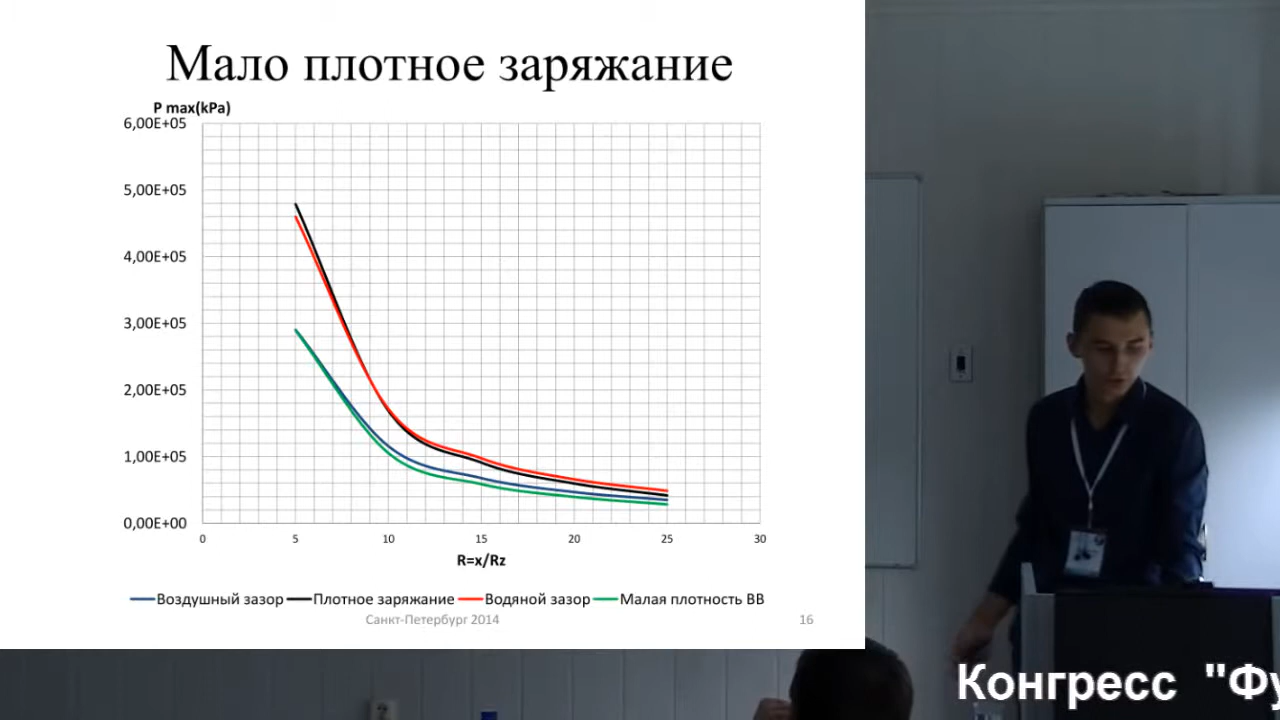 Мало плотное заряжание
P max(kPa)
6,00E+05
5,00E+05
4,00E+05
3,00E+05
2,00E+05
1,00E+05
0,00E+00
0 5 10 15 20 25 30
R=x/Rz
Воздушный зазор Плотное заряжание Водяной зазор Малая плотность ВВ
Санкт-Петербург 2014 16
Конгресс "Фу